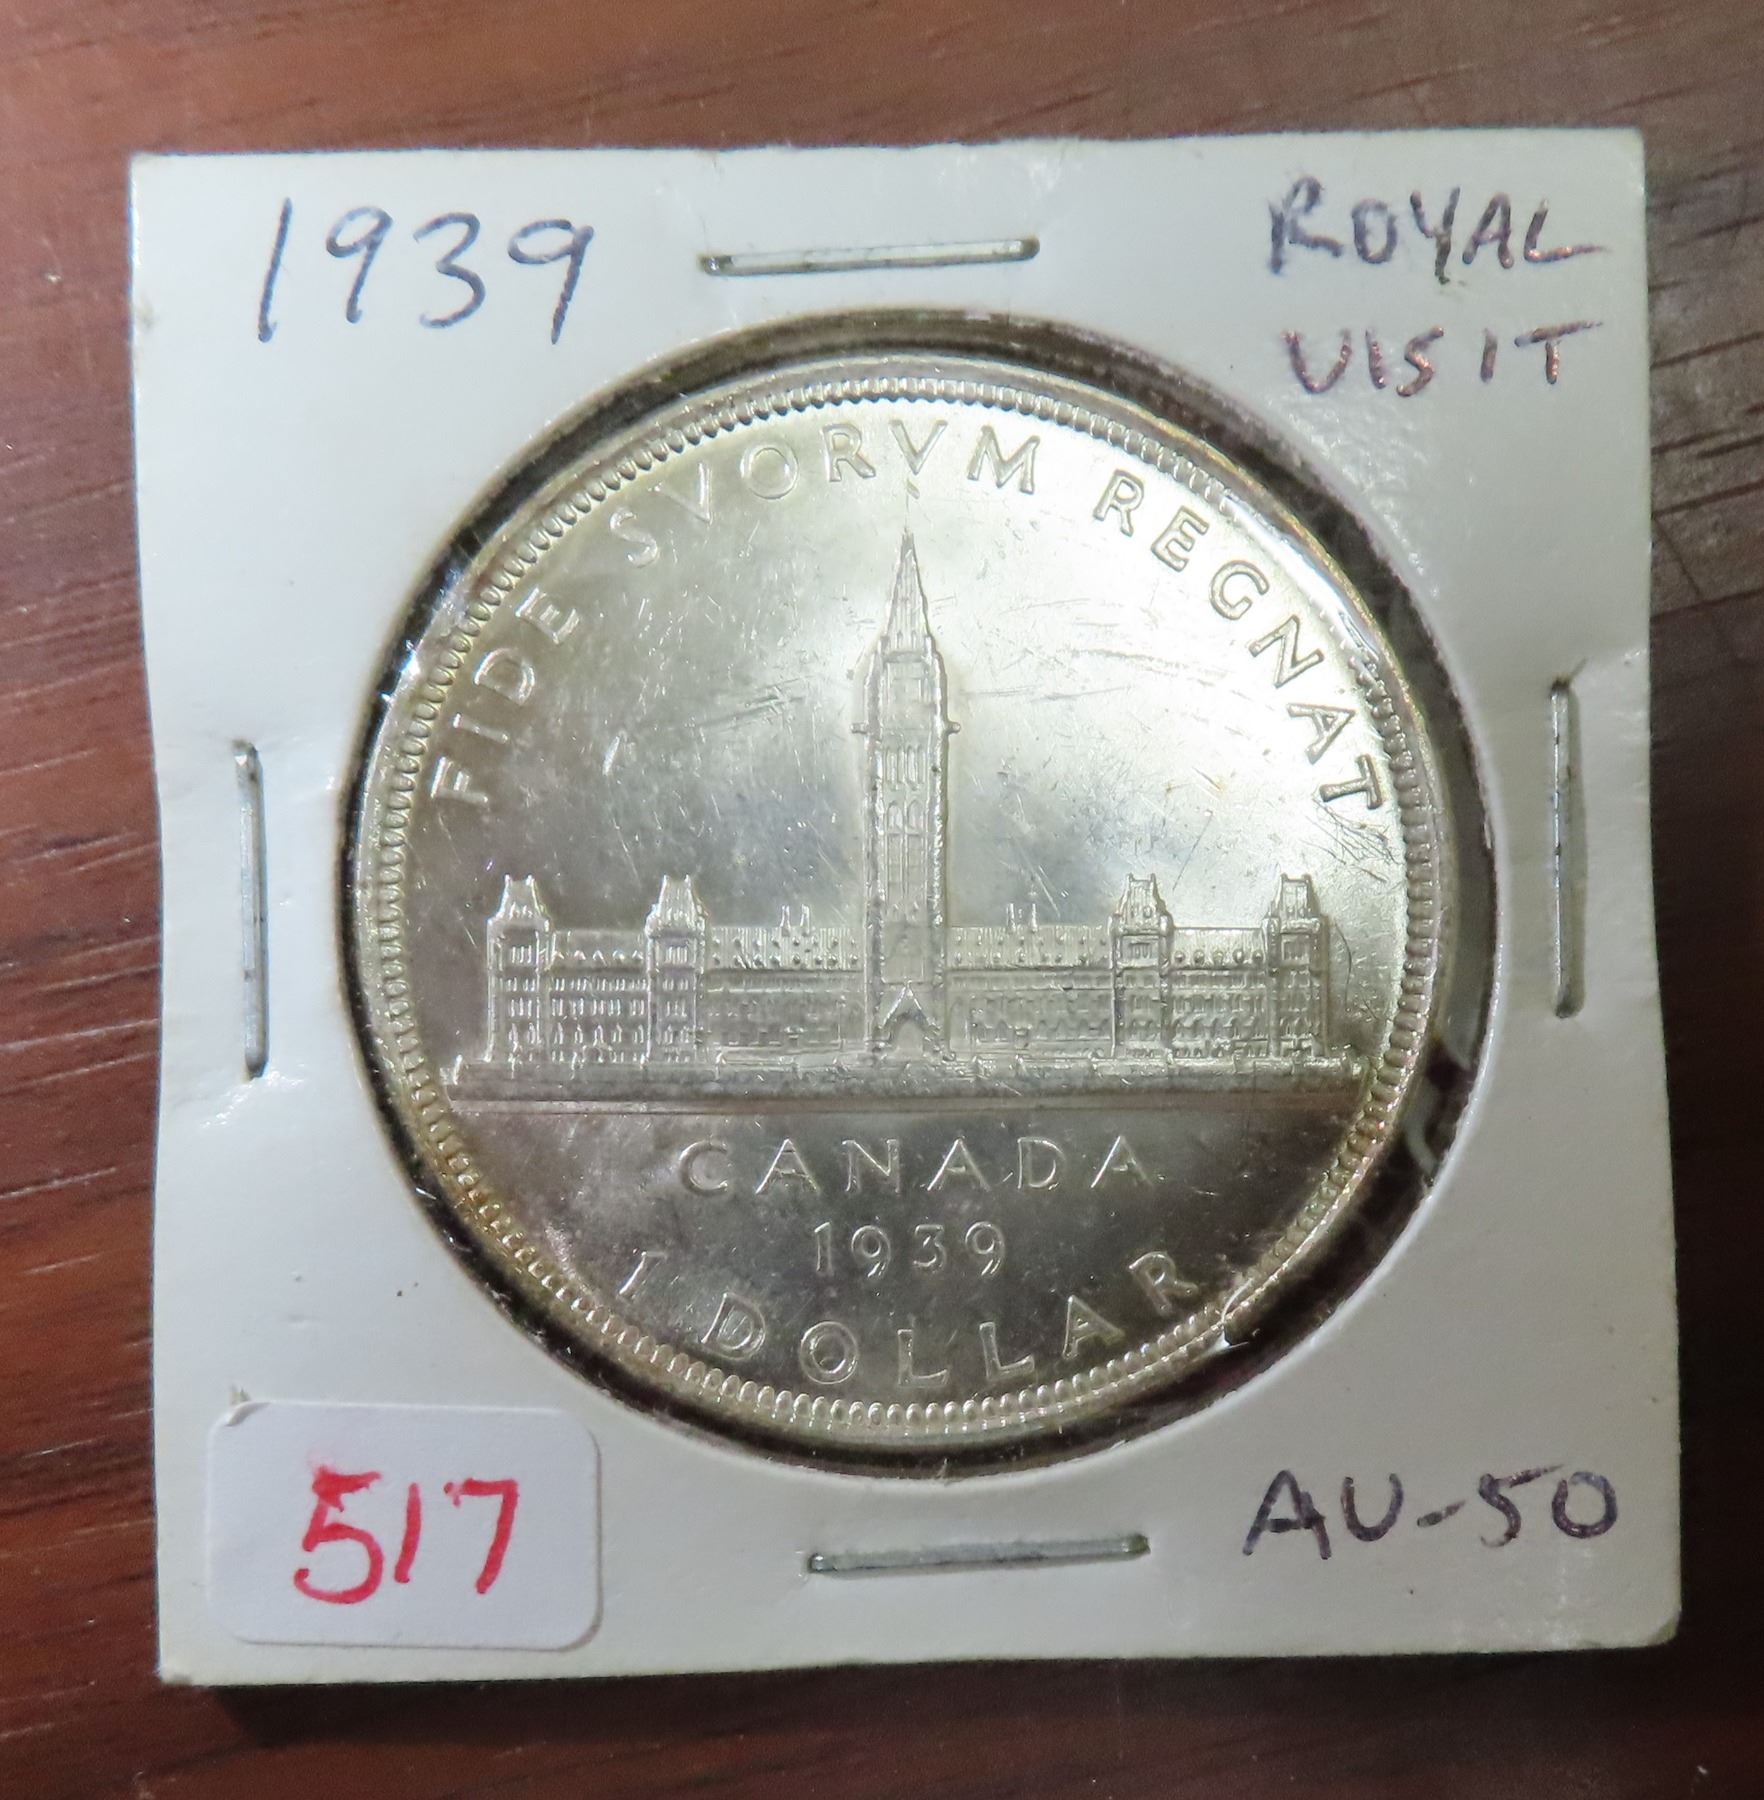 1939
ROYAL
VISIT
FIDE SVORVM REGNAT
CANADA
1939
1 DOLLAR
517
AU-50